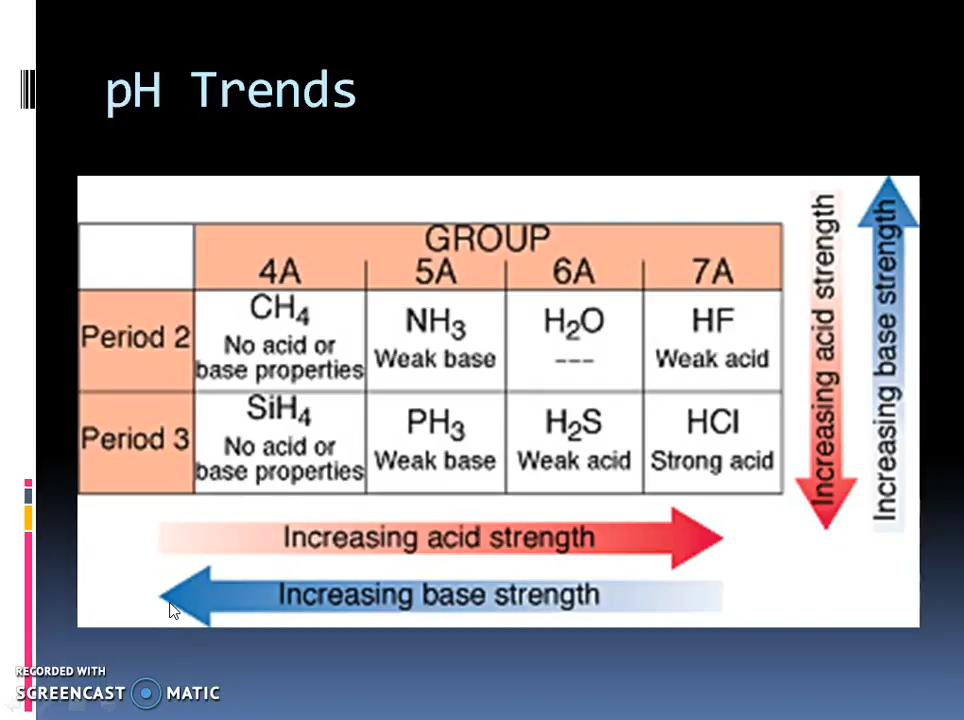 pH Trends
GROUP
4A 5A 6A 7A
Period 2
CH₄
No acid or
base properties
NH₃
Weak base
H₂O
---
HF
Weak acid
Period 3
SiH₄
No acid or
base properties
PH₃
Weak base
H₂S
Weak acid
HCl
Strong acid
Increasing acid strength
Increasing base strength
Increasing acid strength
Increasing base strength
RECORDED WITH
SCREENCAST MATIC